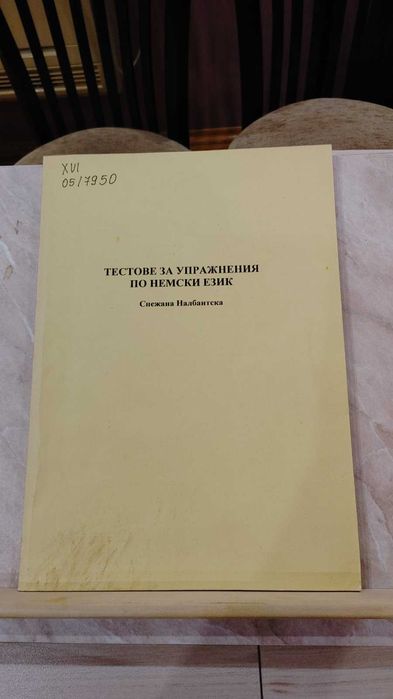 XVI
05/7950
ТЕСТОВЕ ЗА УПРАЖНЕНИЯ
ПО НЕМСКИ ЕЗИК
Снежана Налбантска